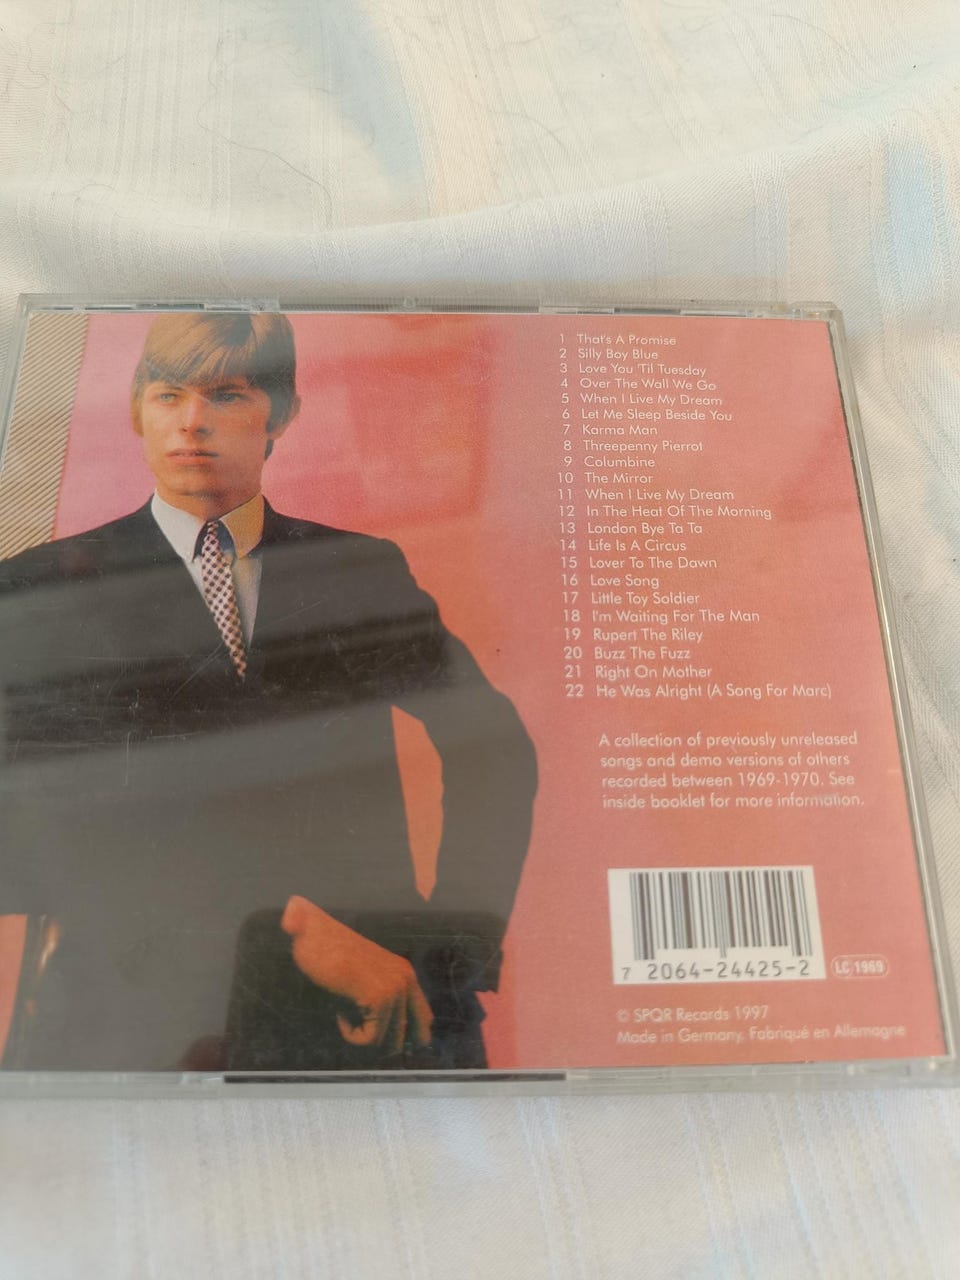 1 That's A Promise
2 Silly Boy Blue
3 Love You 'Til Tuesday
4 Over The Wall We Go
5 When I Live My Dream
6 Let Me Sleep Beside You
7 Karma Man
8 Threepenny Pierrot
9 Columbine
10 The Mirror
11 When I Live My Dream
12 In The Heat Of The Morning
13 London Bye Ta Ta
14 Life Is A Circus
15 Lover To The Dawn
16 Love Song
17 Little Toy Soldier
18 I'm Waiting For The Man
19 Rupert The Riley
20 Buzz The Fuzz
21 Right On Mother
22 He Was Alright (A Song For Marc)
A collection of previously unreleased
songs and demo versions of others
recorded between 1969-1970. See
inside booklet for more information.
7 2064-24425-2
LC 1969
© SPQR Records 1997
Made in Germany. Fabriqué en Allemagne